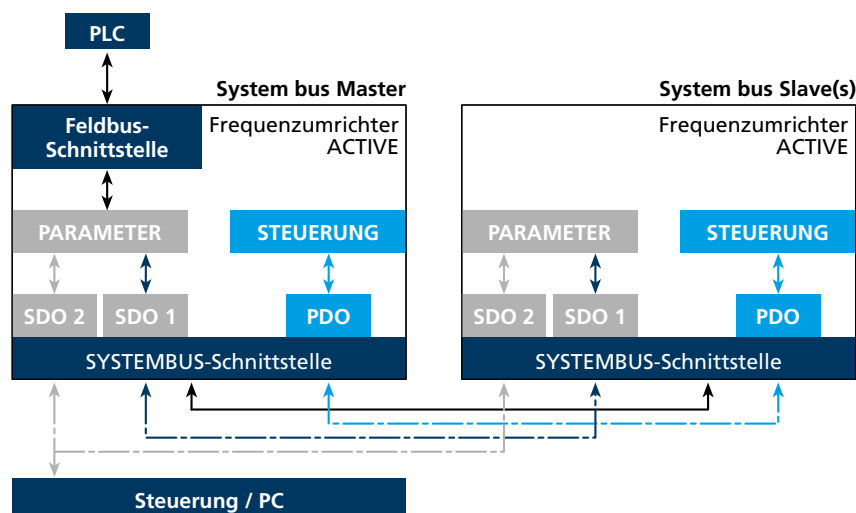 PLC
System bus Master
Feldbus-
Schnittstelle
Frequenzumrichter
ACTIVE
PARAMETER
STEUERUNG
SDO 2
SDO 1
PDO
SYSTEMBUS-Schnittstelle
System bus Slave(s)
Frequenzumrichter
ACTIVE
PARAMETER
STEUERUNG
SDO 2
SDO 1
PDO
SYSTEMBUS-Schnittstelle
Steuerung / PC